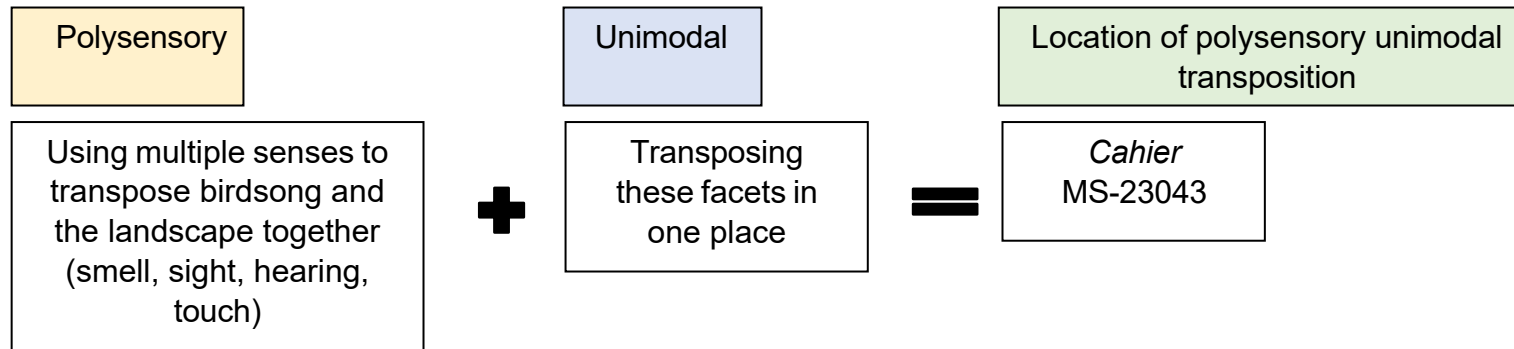 Polysensory
Unimodal
Location of polysensory unimodal
transposition
Using multiple senses to
transpose birdsong and
the landscape together
(smell, sight, hearing,
touch)
Transposing
these facets in
one place
Cahier
MS-23043